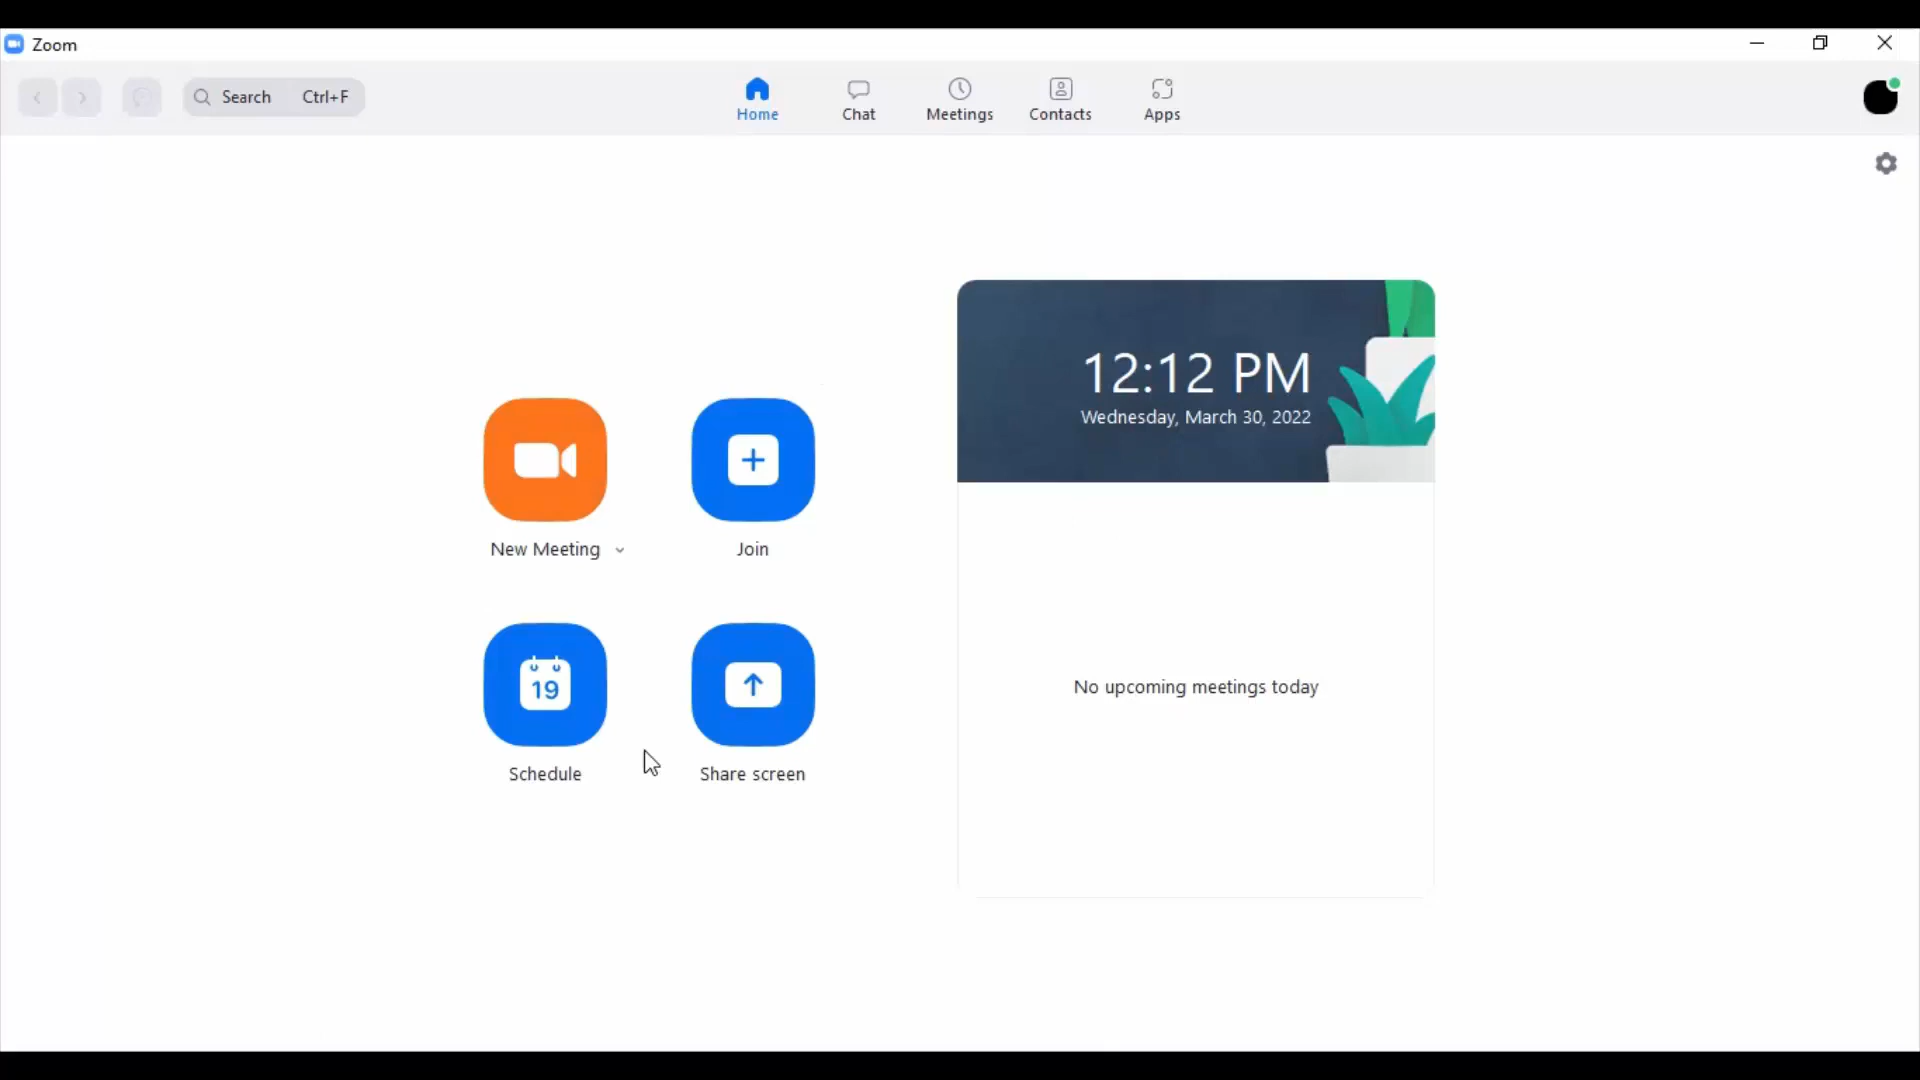 Zoom
Search Ctrl+F
Home
Chat
Meetings
Contacts
Apps
12:12 PM
Wednesday, March 30, 2022
New Meeting
Join
19
Schedule
Share screen
No upcoming meetings today